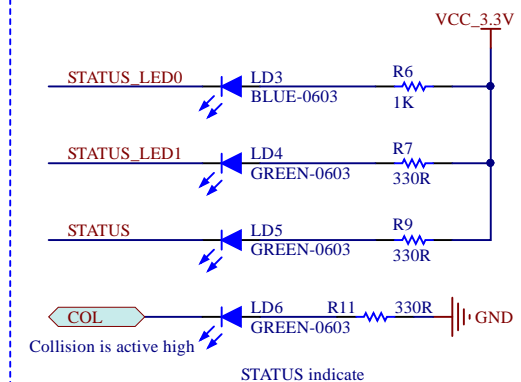 VCC_3.3V
STATUS_LED0
LD3
R6
BLUE-0603
1K
STATUS_LED1
LD4
R7
GREEN-0603
330R
STATUS
LD5
R9
GREEN-0603
330R
COL
LD6
R11
330R
GND
GREEN-0603
Collision is active high
STATUS indicate